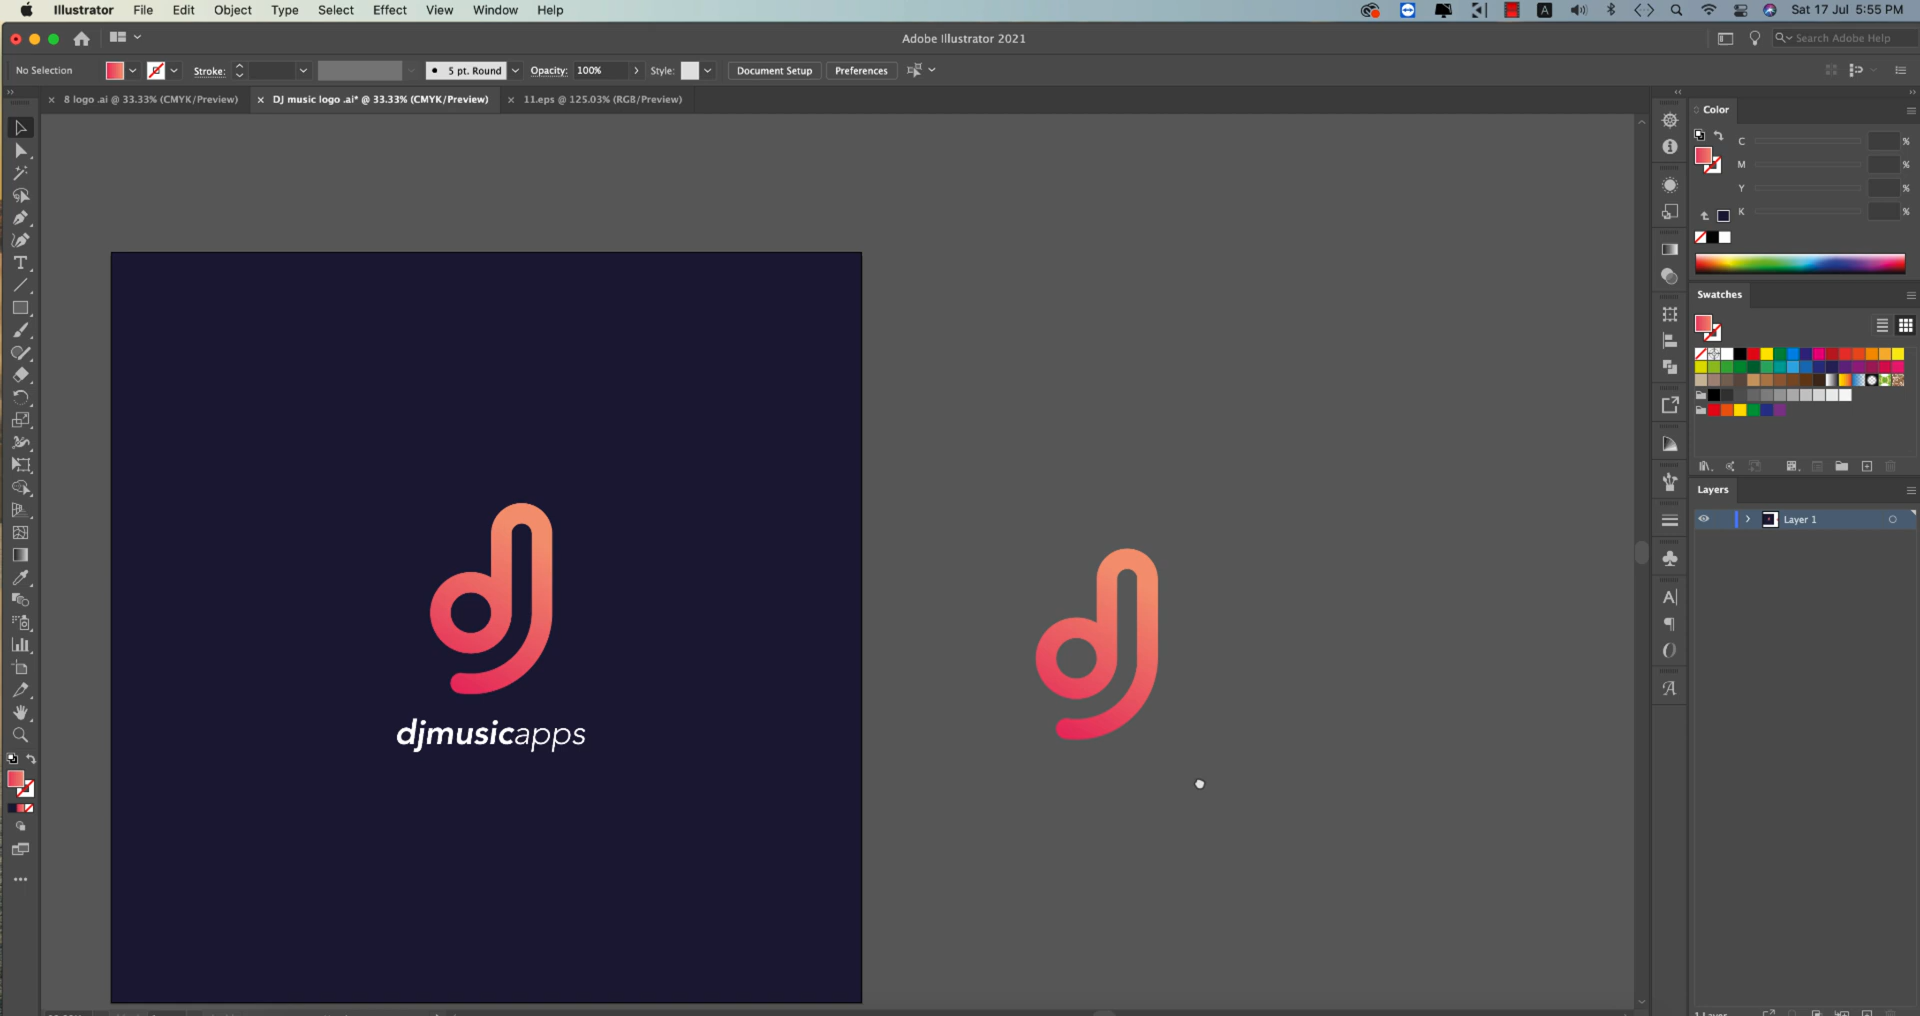 Illustrator File Edit Object Type Select Effect View Window Help Sat 17 Jul 5:55 PM
Adobe Illustrator 2021 Search Adobe Help
No Selection Stroke: 5 pt. Round Opacity: 100% Style: Document Setup Preferences
8 logo .ai @ 33.33% (CMYK/Preview) DJ music logo .ai* @ 33.33% (CMYK/Preview) 11.eps @ 125.03% (RGB/Preview)
Color
C %
M %
Y %
K %
Swatches
Layers
Layer 1
djmusicapps
1 Layer